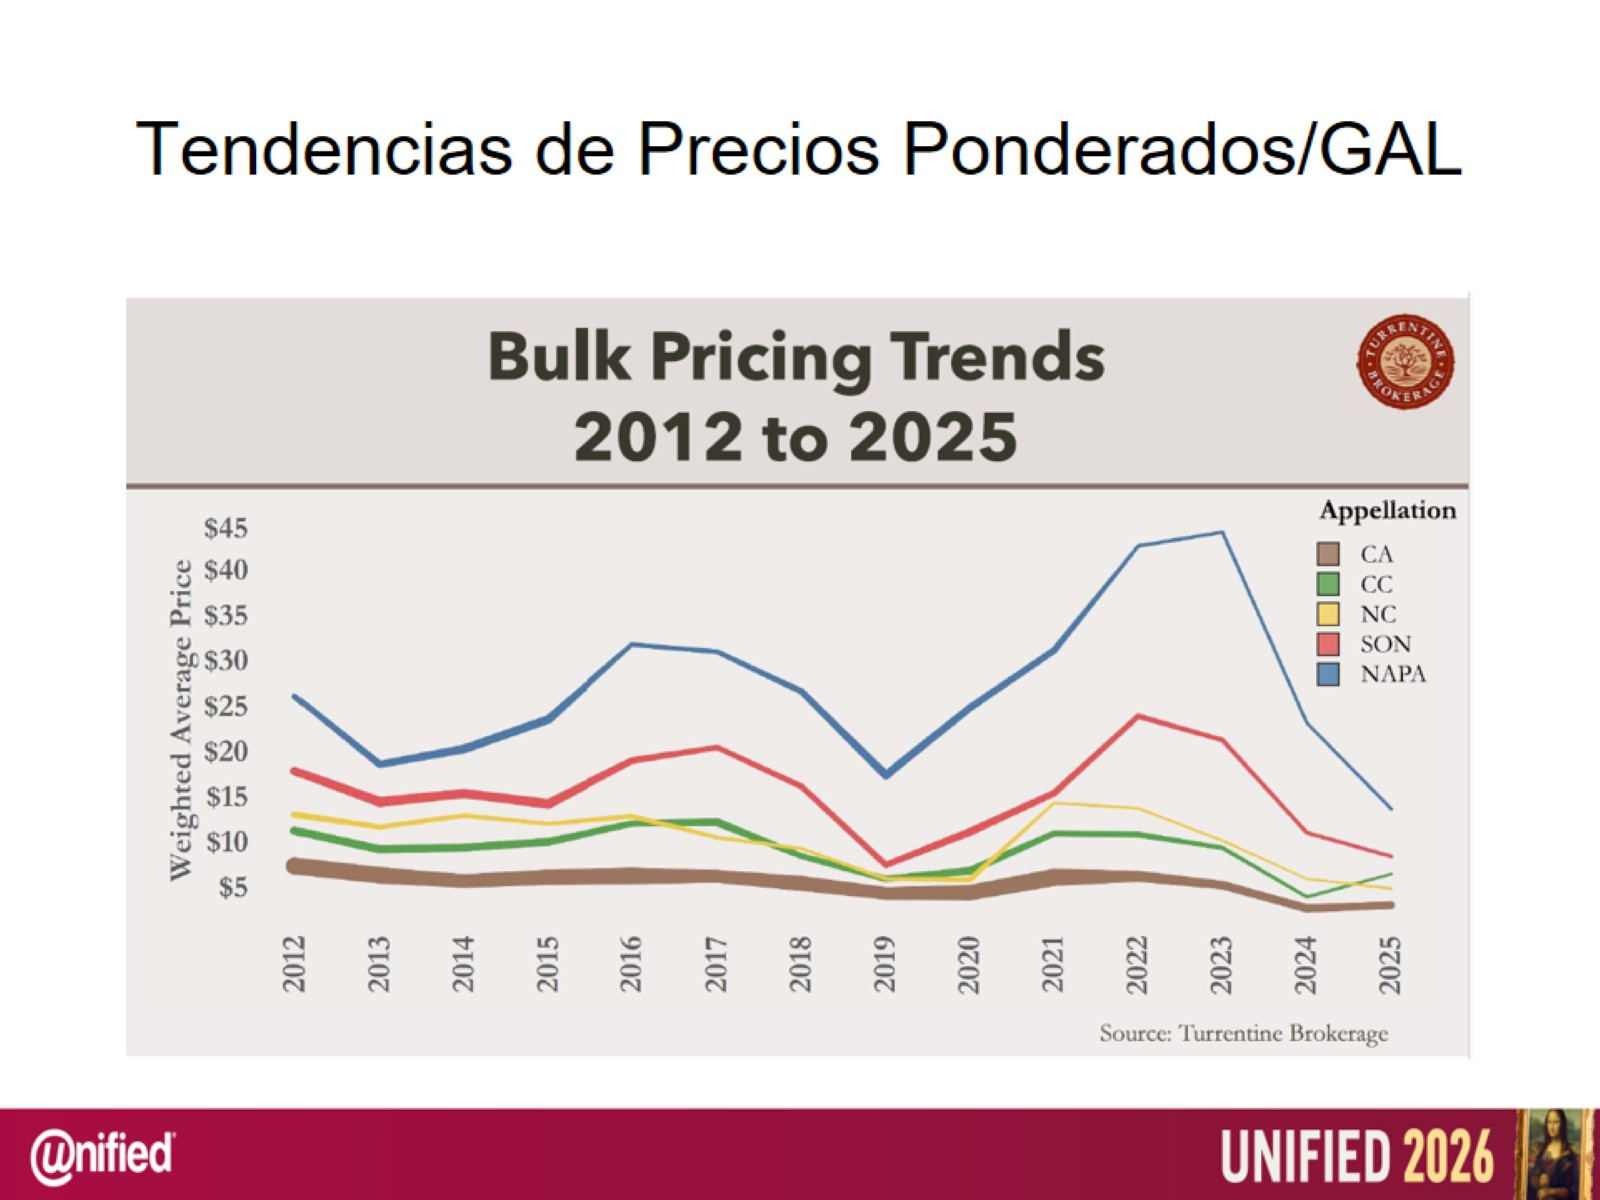 Tendencias de Precios Ponderados/GAL
Bulk Pricing Trends
2012 to 2025
TURRENTINE
BROKERAGE
Appellation
CA
CC
NC
SON
NAPA
Weighted Average Price
$45
$40
$35
$30
$25
$20
$15
$10
$5
2012 2013 2014 2015 2016 2017 2018 2019 2020 2021 2022 2023 2024 2025
Source: Turrentine Brokerage
@unified®
UNIFIED 2026